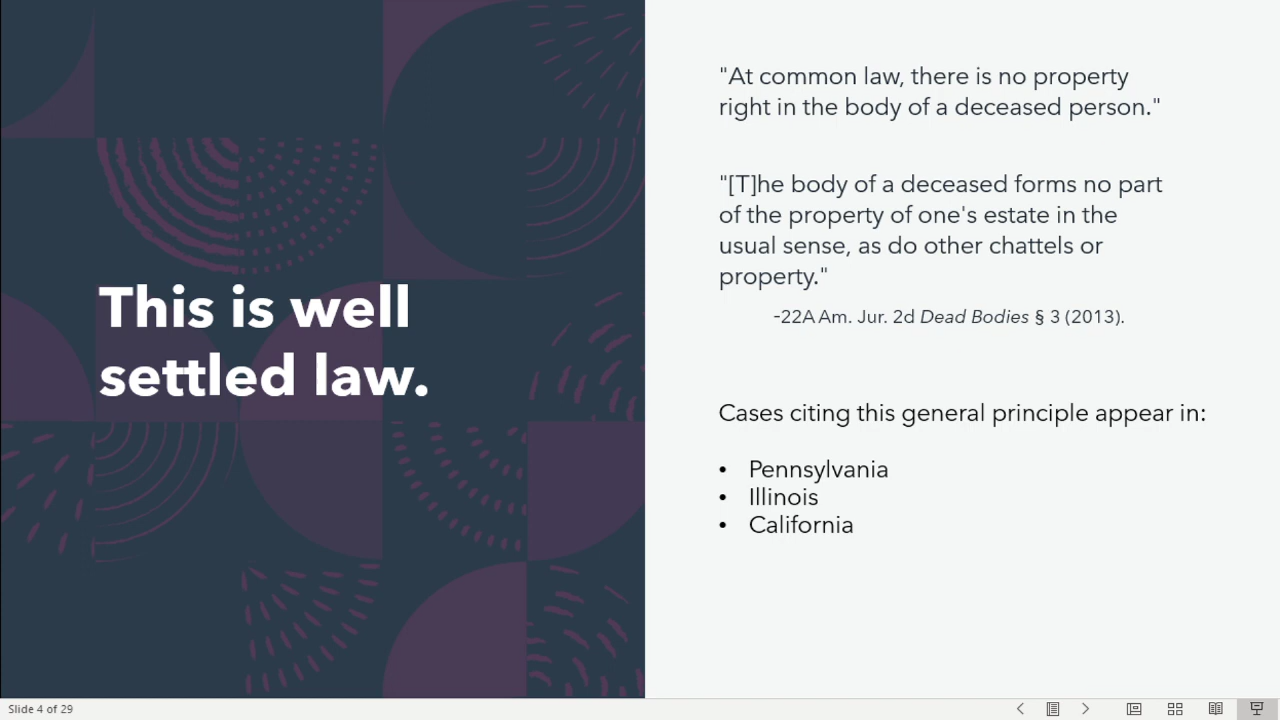 This is well
settled law.
"At common law, there is no property
right in the body of a deceased person."
"[T]he body of a deceased forms no part
of the property of one's estate in the
usual sense, as do other chattels or
property."
-22A Am. Jur. 2d Dead Bodies § 3 (2013).
Cases citing this general principle appear in:
• Pennsylvania
• Illinois
• California
Slide 4 of 29